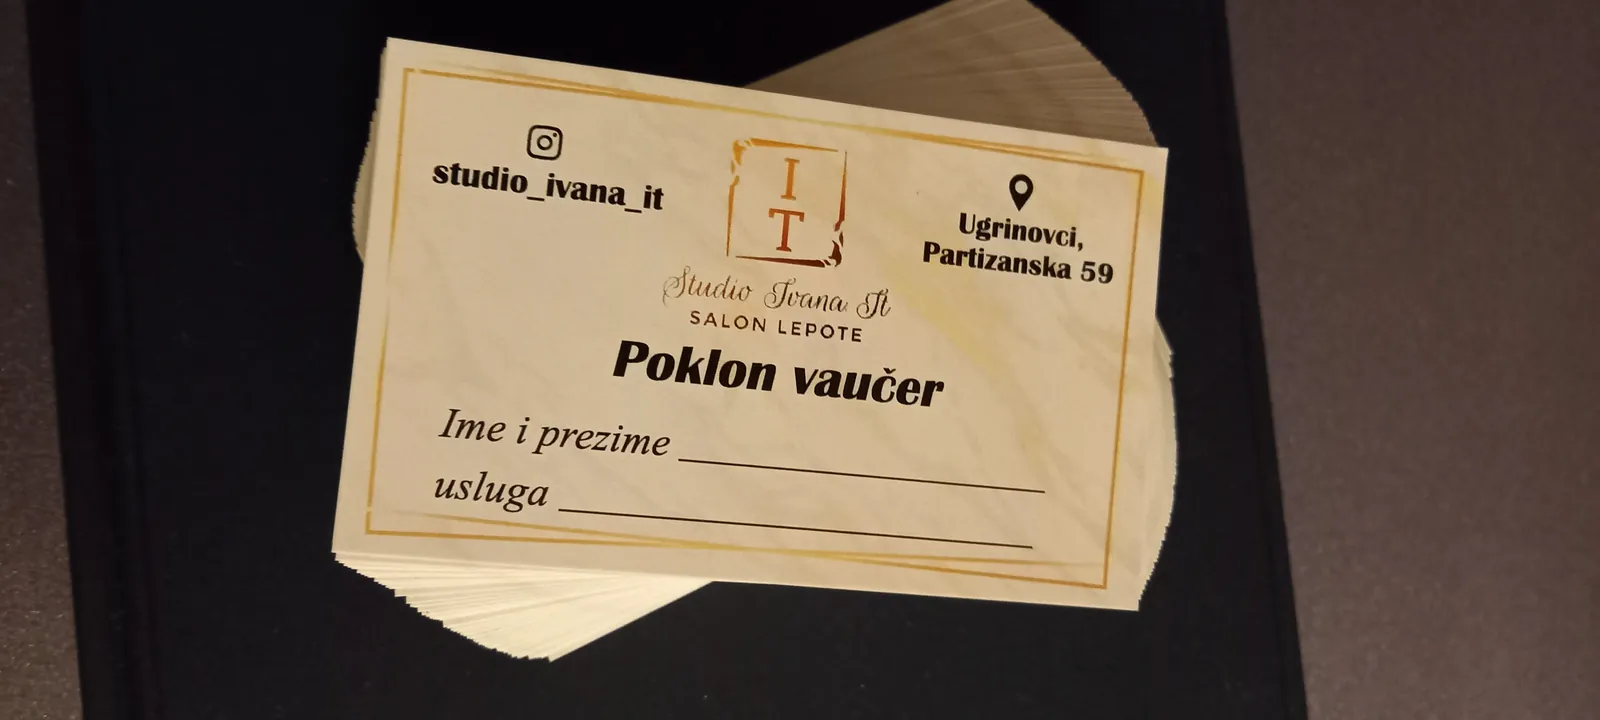 studio_ivana_it
I
T
Studio Ivana It
SALON LEPOTE
Ugrinovci,
Partizanska 59
Poklon vaučer
Ime i prezime
usluga